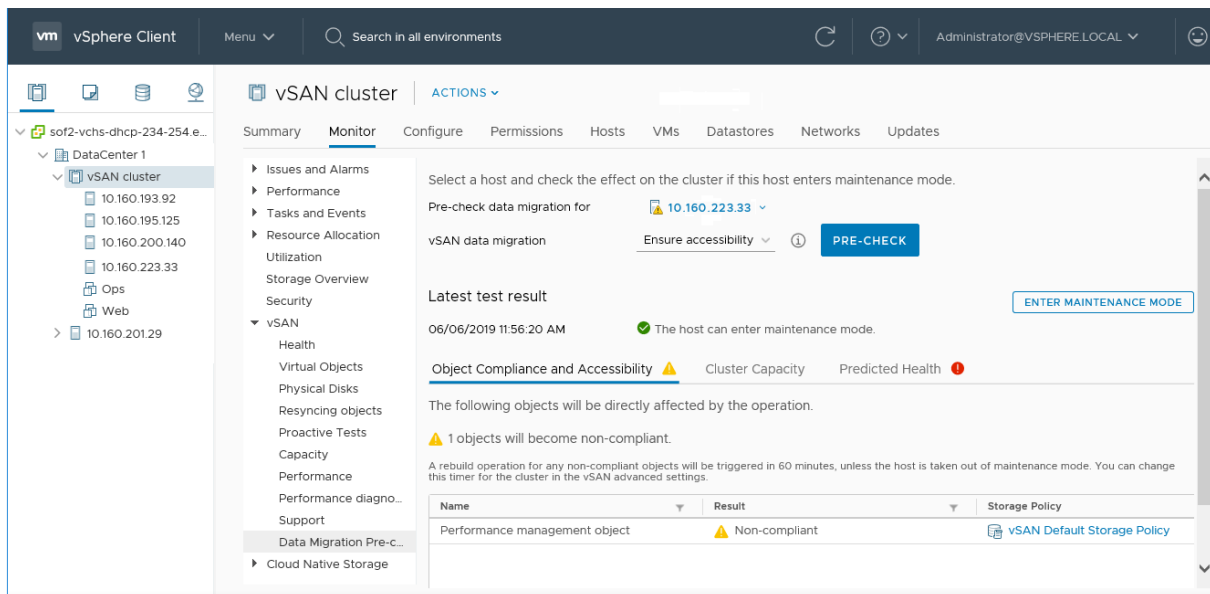 vm vSphere Client Menu Search in all environments Administrator@VSPHERE.LOCAL
vSAN cluster ACTIONS
Summary Monitor Configure Permissions Hosts VMs Datastores Networks Updates
sof2-vchs-dhcp-234-254.e...
DataCenter 1
vSAN cluster
10.160.193.92
10.160.195.125
10.160.200.140
10.160.223.33
Ops
Web
10.160.201.29
Issues and Alarms
Performance
Tasks and Events
Resource Allocation
Utilization
Storage Overview
Security
vSAN
Health
Virtual Objects
Physical Disks
Resyncing objects
Proactive Tests
Capacity
Performance
Performance diagno...
Support
Data Migration Pre-c...
Cloud Native Storage
Select a host and check the effect on the cluster if this host enters maintenance mode.
Pre-check data migration for 10.160.223.33
vSAN data migration Ensure accessibility PRE-CHECK
Latest test result
ENTER MAINTENANCE MODE
06/06/2019 11:56:20 AM The host can enter maintenance mode.
Object Compliance and Accessibility Cluster Capacity Predicted Health
The following objects will be directly affected by the operation.
1 objects will become non-compliant.
A rebuild operation for any non-compliant objects will be triggered in 60 minutes, unless the host is taken out of maintenance mode. You can change
this timer for the cluster in the vSAN advanced settings.
Name Result Storage Policy
Performance management object Non-compliant vSAN Default Storage Policy